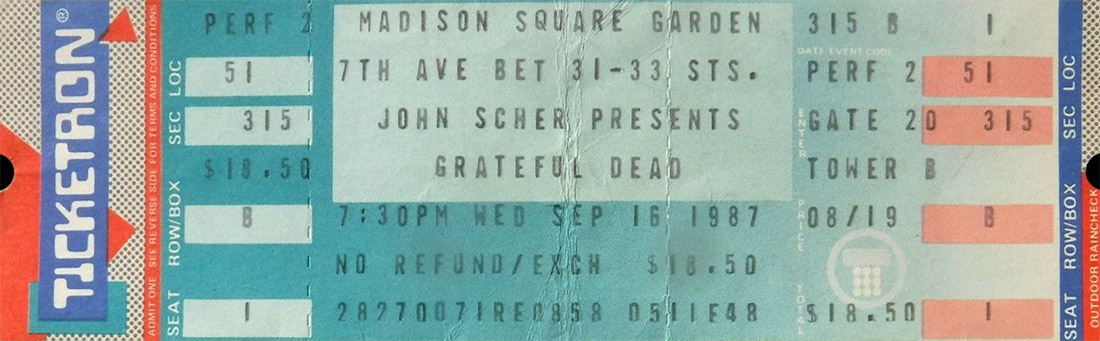 TICKETRON
ADMIT ONE SEE REVERSE SIDE FOR TERMS AND CONDITIONS
PERF 2 MADISON SQUARE GARDEN 315 B 1
GATE/EVENT CODE
LOC 51 7TH AVE BET 31-33 STS. PERF 2 51 LOC
SEC 315 JOHN SCHER PRESENTS ENTER GATE 20 315 SEC
$18.50 GRATEFUL DEAD TOWER B
ROW/BOX B 7:30PM WED SEP 16 1987 PRICE 08/19 B ROW/BOX
NO REFUND/EXCH $18.50
SEAT 1 28270071RE0858 0511E48 TOTAL $18.50 1 SEAT
OUTDOOR RAINCHECK